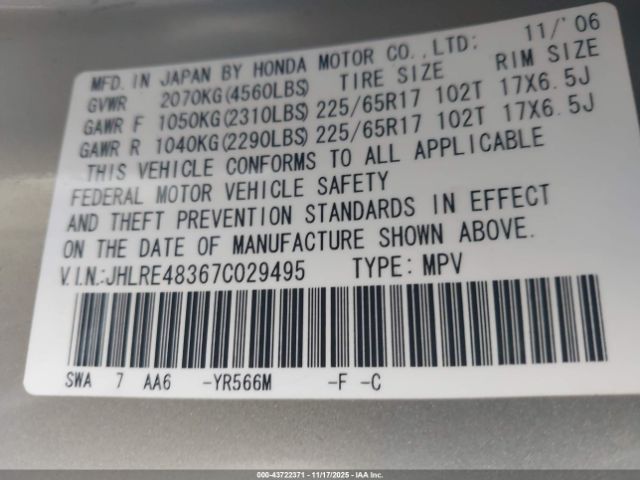 MFD. IN JAPAN BY HONDA MOTOR CO.,LTD: 11/'06
GVWR 2070KG(4560LBS) TIRE SIZE RIM SIZE
GAWR F 1050KG(2310LBS) 225/65R17 102T 17X6.5J
GAWR R 1040KG(2290LBS) 225/65R17 102T 17X6.5J
THIS VEHICLE CONFORMS TO ALL APPLICABLE
FEDERAL MOTOR VEHICLE SAFETY
AND THEFT PREVENTION STANDARDS IN EFFECT
ON THE DATE OF MANUFACTURE SHOWN ABOVE.
V.I.N.:JHLRE48367C029495 TYPE: MPV
SWA 7 AA6 -YR566M -F -C
000-43722371 - 11/17/2025 - IAAI, Inc.